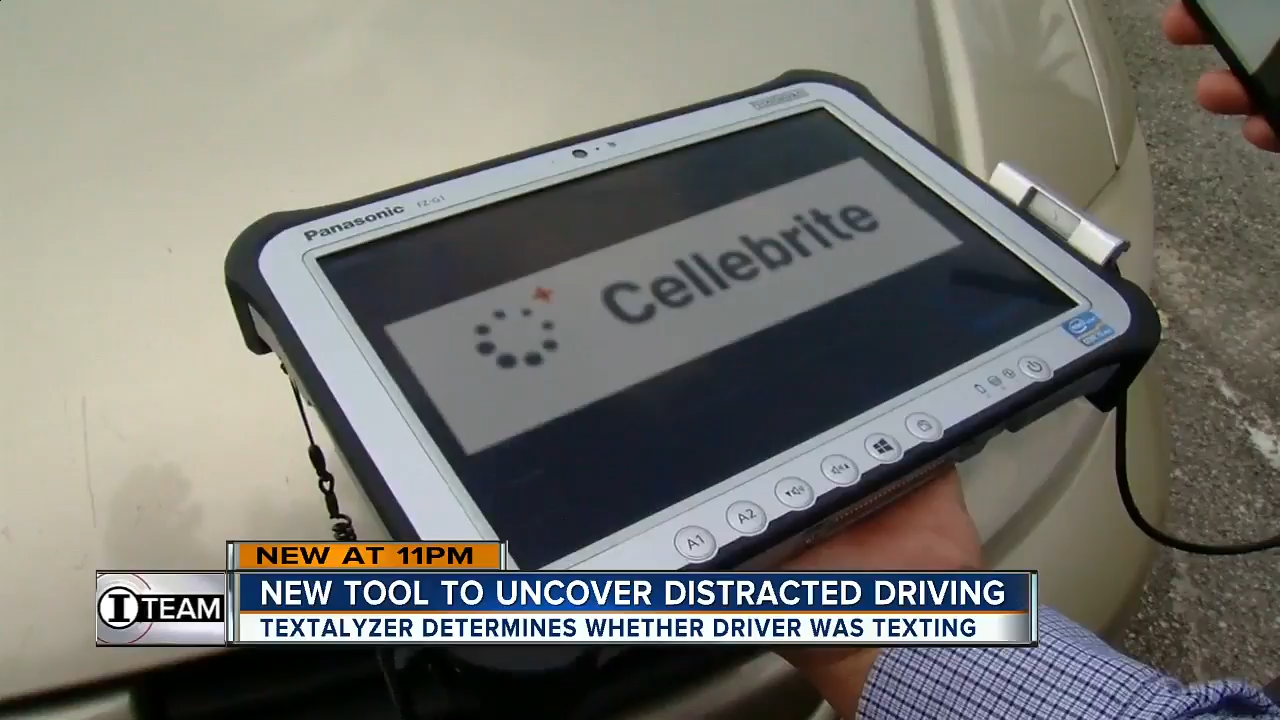 Panasonic FZ-G1
Cellebrite
A1
A2
NEW AT 11PM
I TEAM
NEW TOOL TO UNCOVER DISTRACTED DRIVING
TEXTALYZER DETERMINES WHETHER DRIVER WAS TEXTING